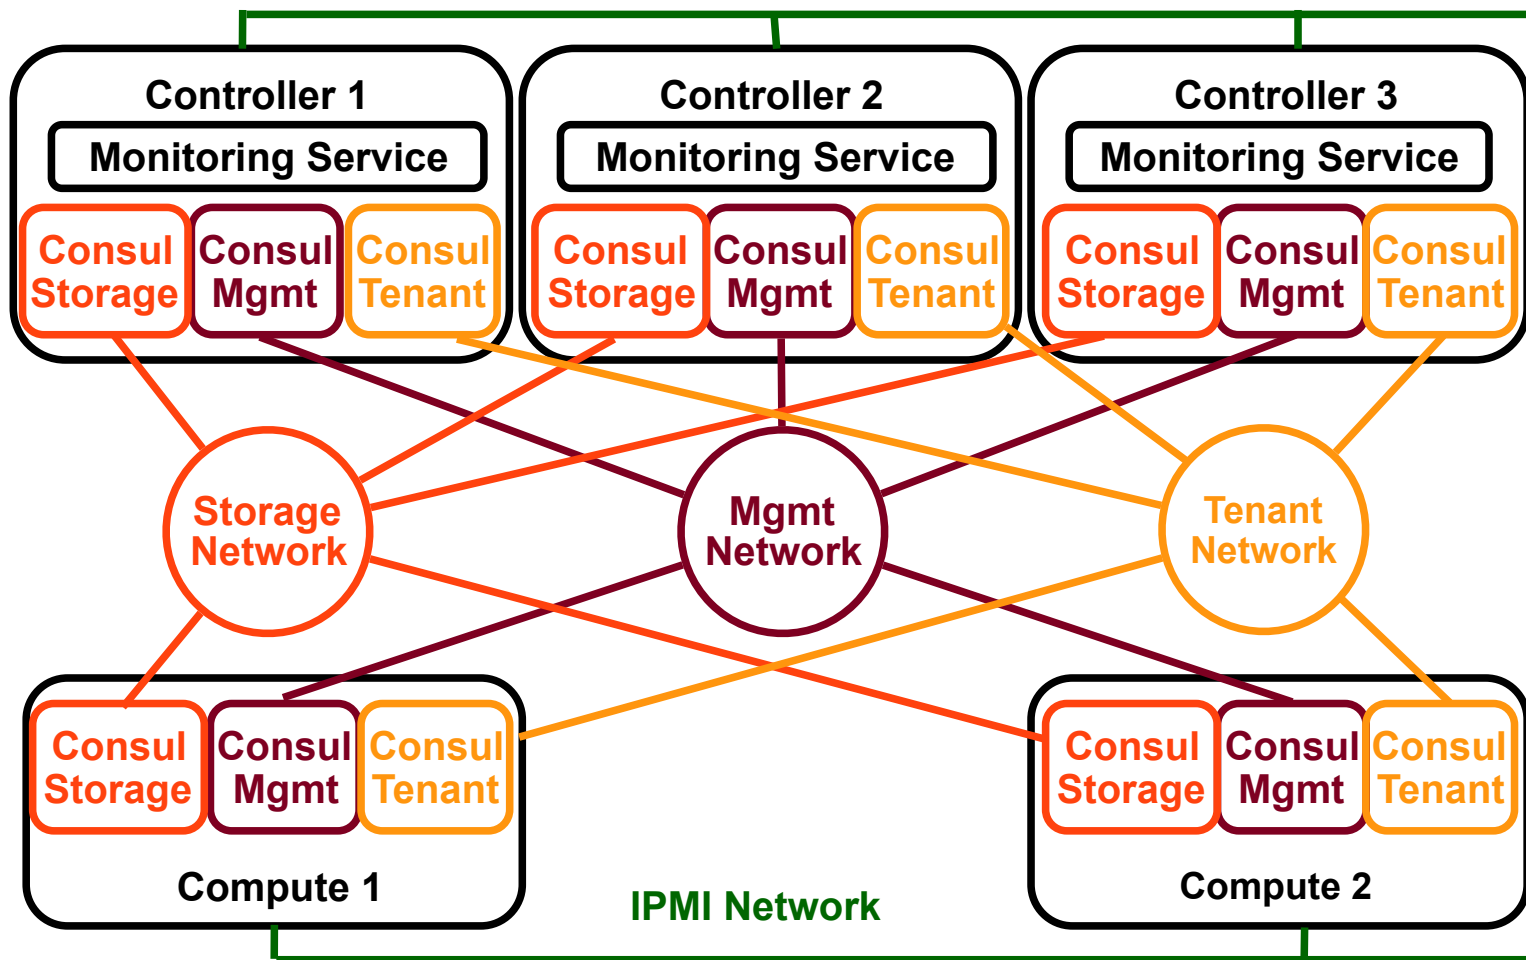 Controller 1
Monitoring Service
Consul
Storage
Consul
Mgmt
Consul
Tenant
Controller 2
Monitoring Service
Consul
Storage
Consul
Mgmt
Consul
Tenant
Controller 3
Monitoring Service
Consul
Storage
Consul
Mgmt
Consul
Tenant
Storage
Network
Mgmt
Network
Tenant
Network
Consul
Storage
Consul
Mgmt
Consul
Tenant
Compute 1
IPMI Network
Consul
Storage
Consul
Mgmt
Consul
Tenant
Compute 2